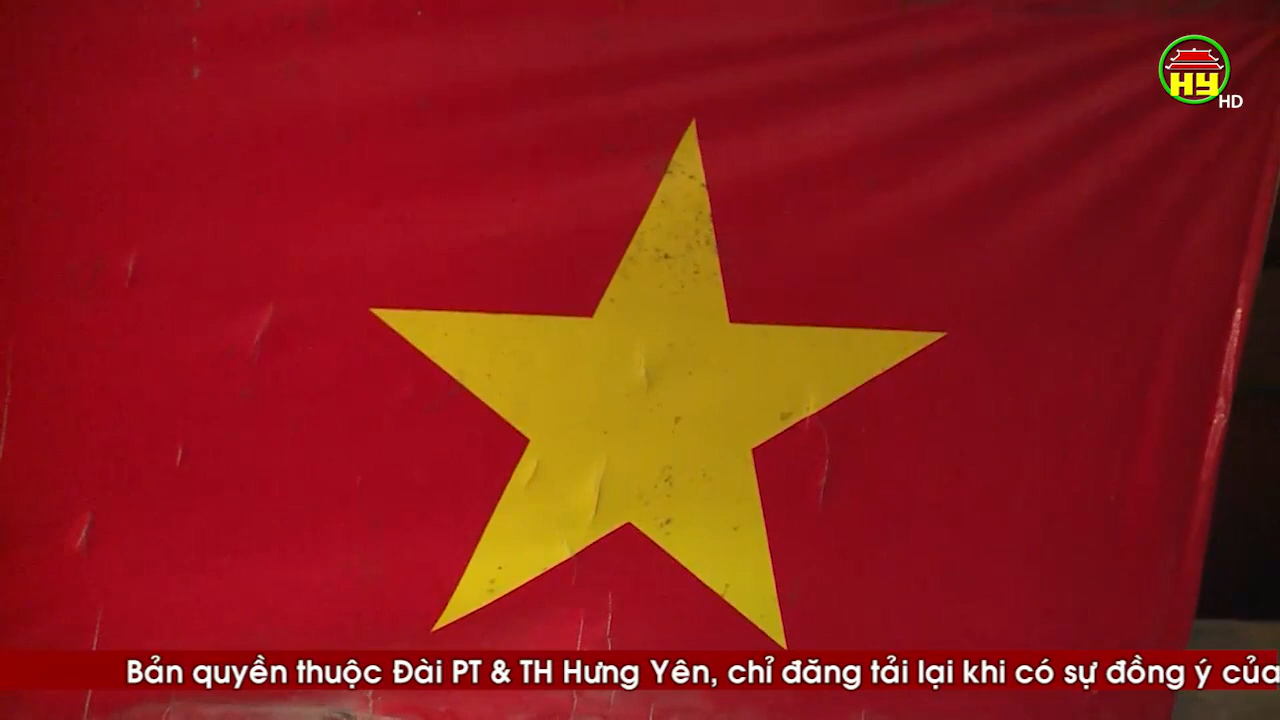 HY
HD
Bản quyền thuộc Đài PT & TH Hưng Yên, chỉ đăng tải lại khi có sự đồng ý của